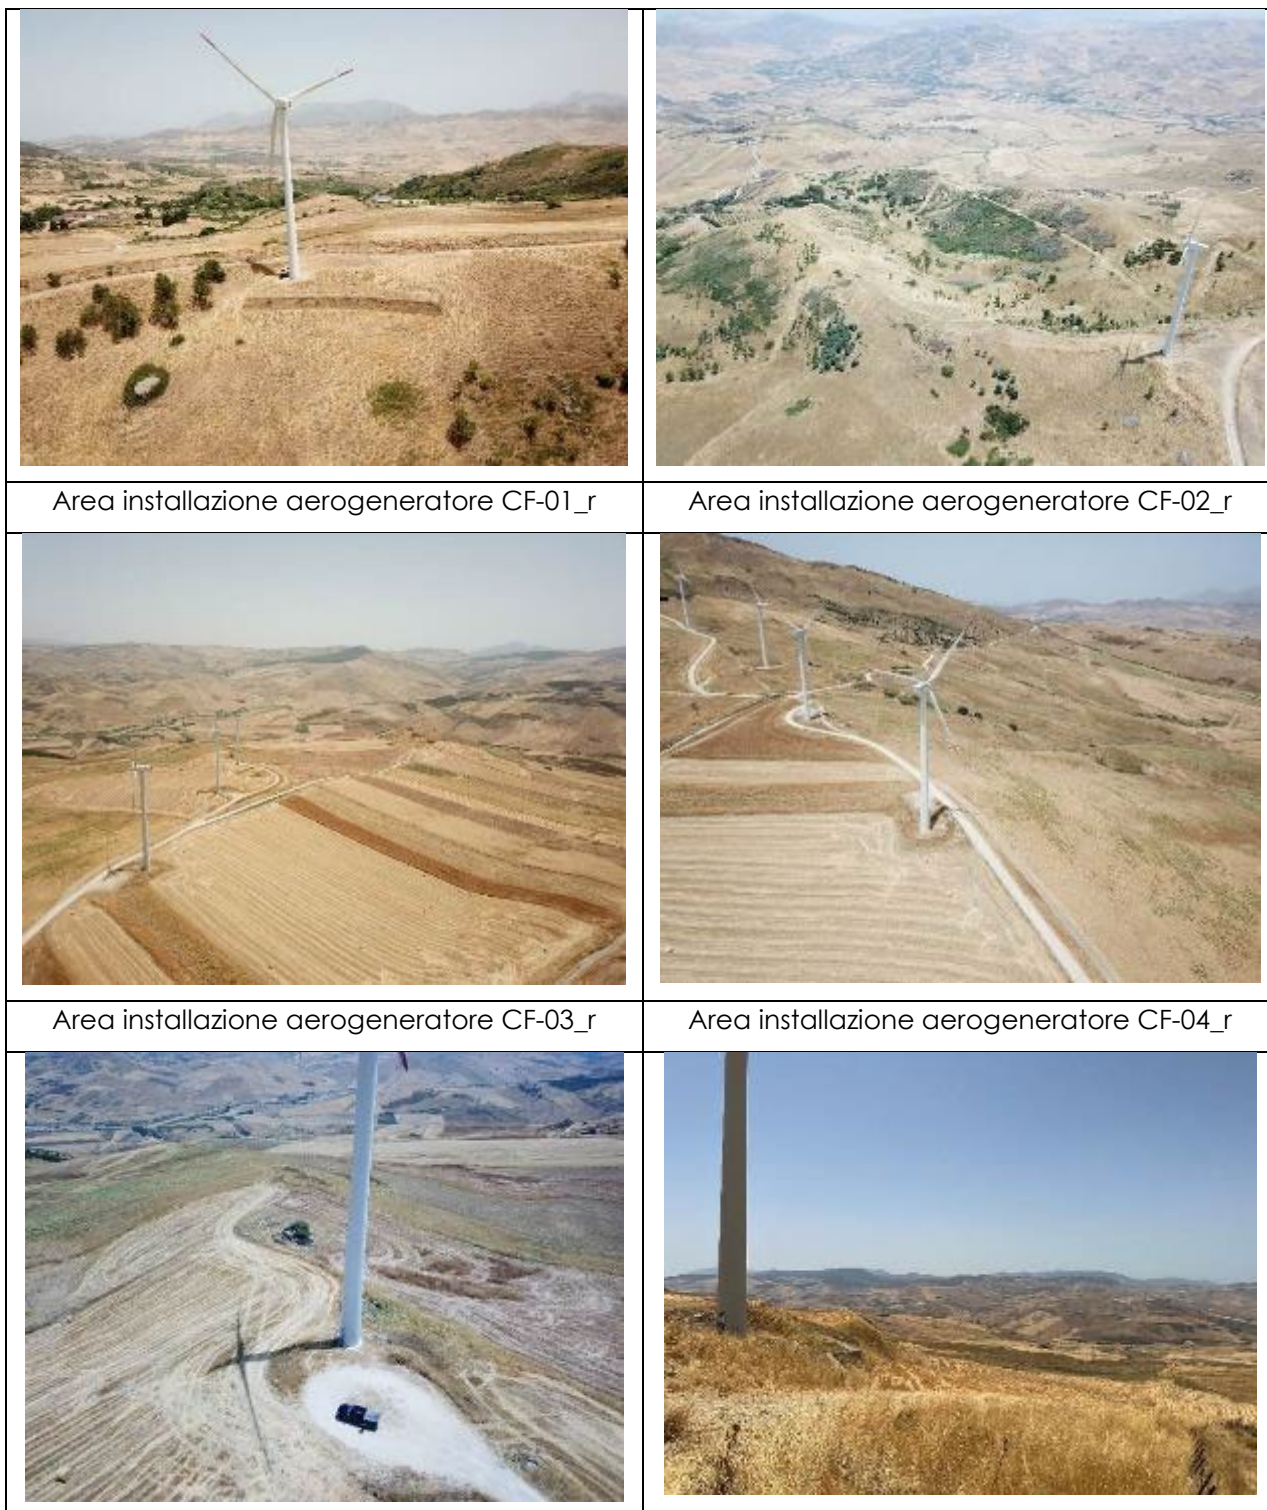 Area installazione aerogeneratore CF-01_r
Area installazione aerogeneratore CF-02_r
Area installazione aerogeneratore CF-03_r
Area installazione aerogeneratore CF-04_r